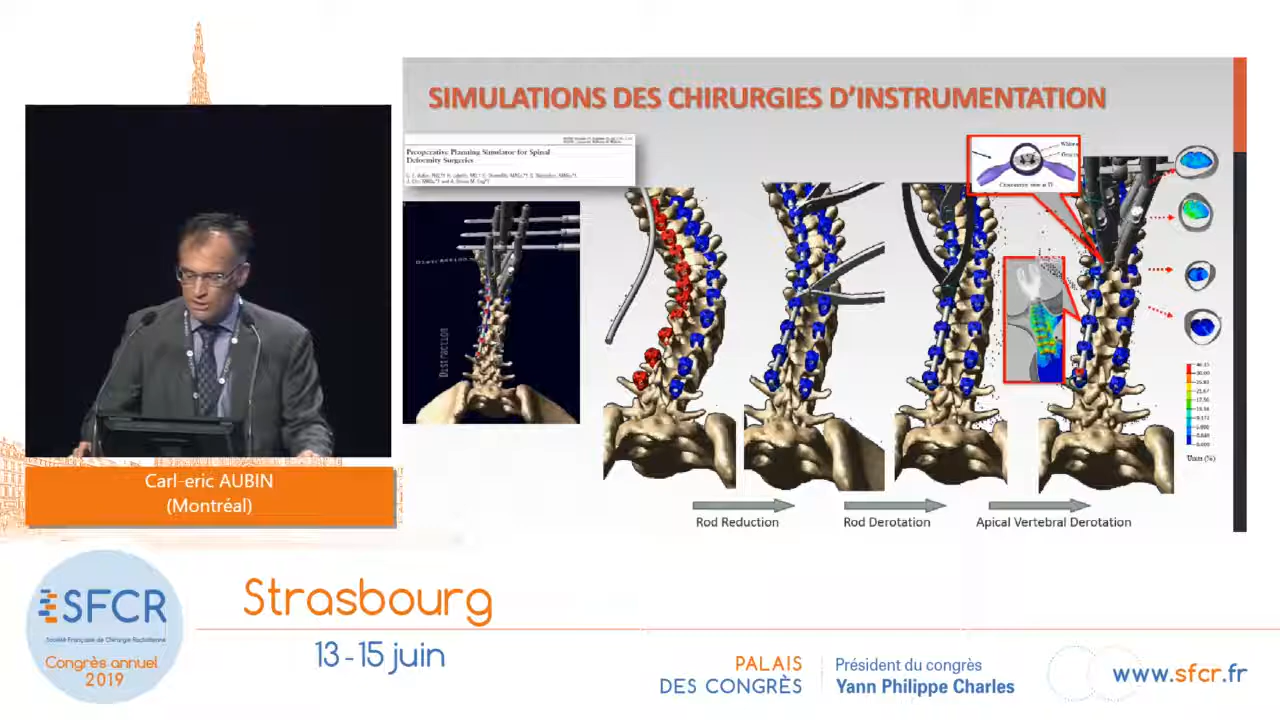 SIMULATIONS DES CHIRURGIES D'INSTRUMENTATION
Preoperative Planning Simulator for Spinal
Deformity Surgeries
Distraction
Rod Reduction
Rod Derotation
Apical Vertebral Derotation
Carl-eric AUBIN
(Montréal)
SFCR
Société Française de Chirurgie Rachidienne
Congrès annuel
2019
Strasbourg
13-15 juin
PALAIS
DES CONGRÈS
Président du congrès
Yann Philippe Charles
www.sfcr.fr